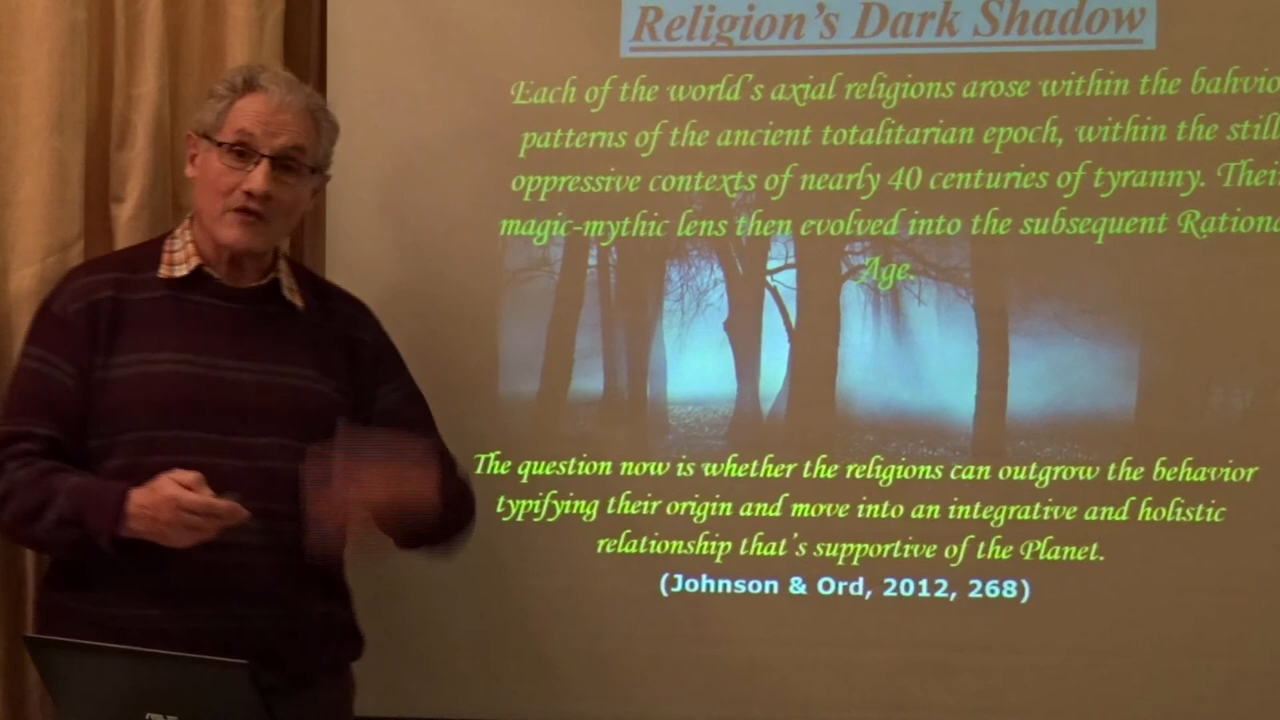 Religion's Dark Shadow
Each of the world's axial religions arose within the bahvio
patterns of the ancient totalitarian epoch, within the still
oppressive contexts of nearly 40 centuries of tyranny. Thei
magic-mythic lens then evolved into the subsequent Rationa
Age.
The question now is whether the religions can outgrow the behavior
typifying their origin and move into an integrative and holistic
relationship that's supportive of the Planet.
(Johnson & Ord, 2012, 268)